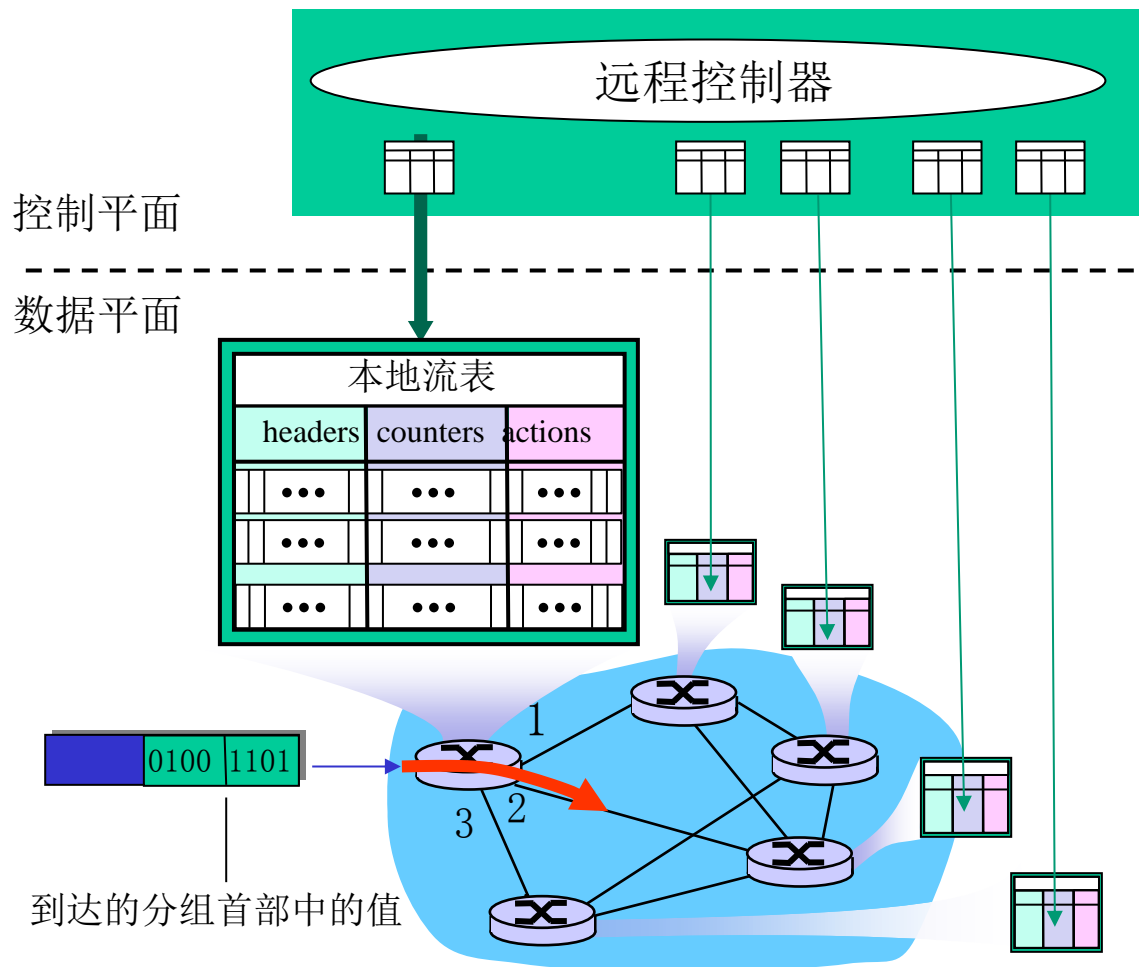 远程控制器
控制平面
数据平面
本地流表
headers counters actions
1
0100 1101
2
3
到达的分组首部中的值